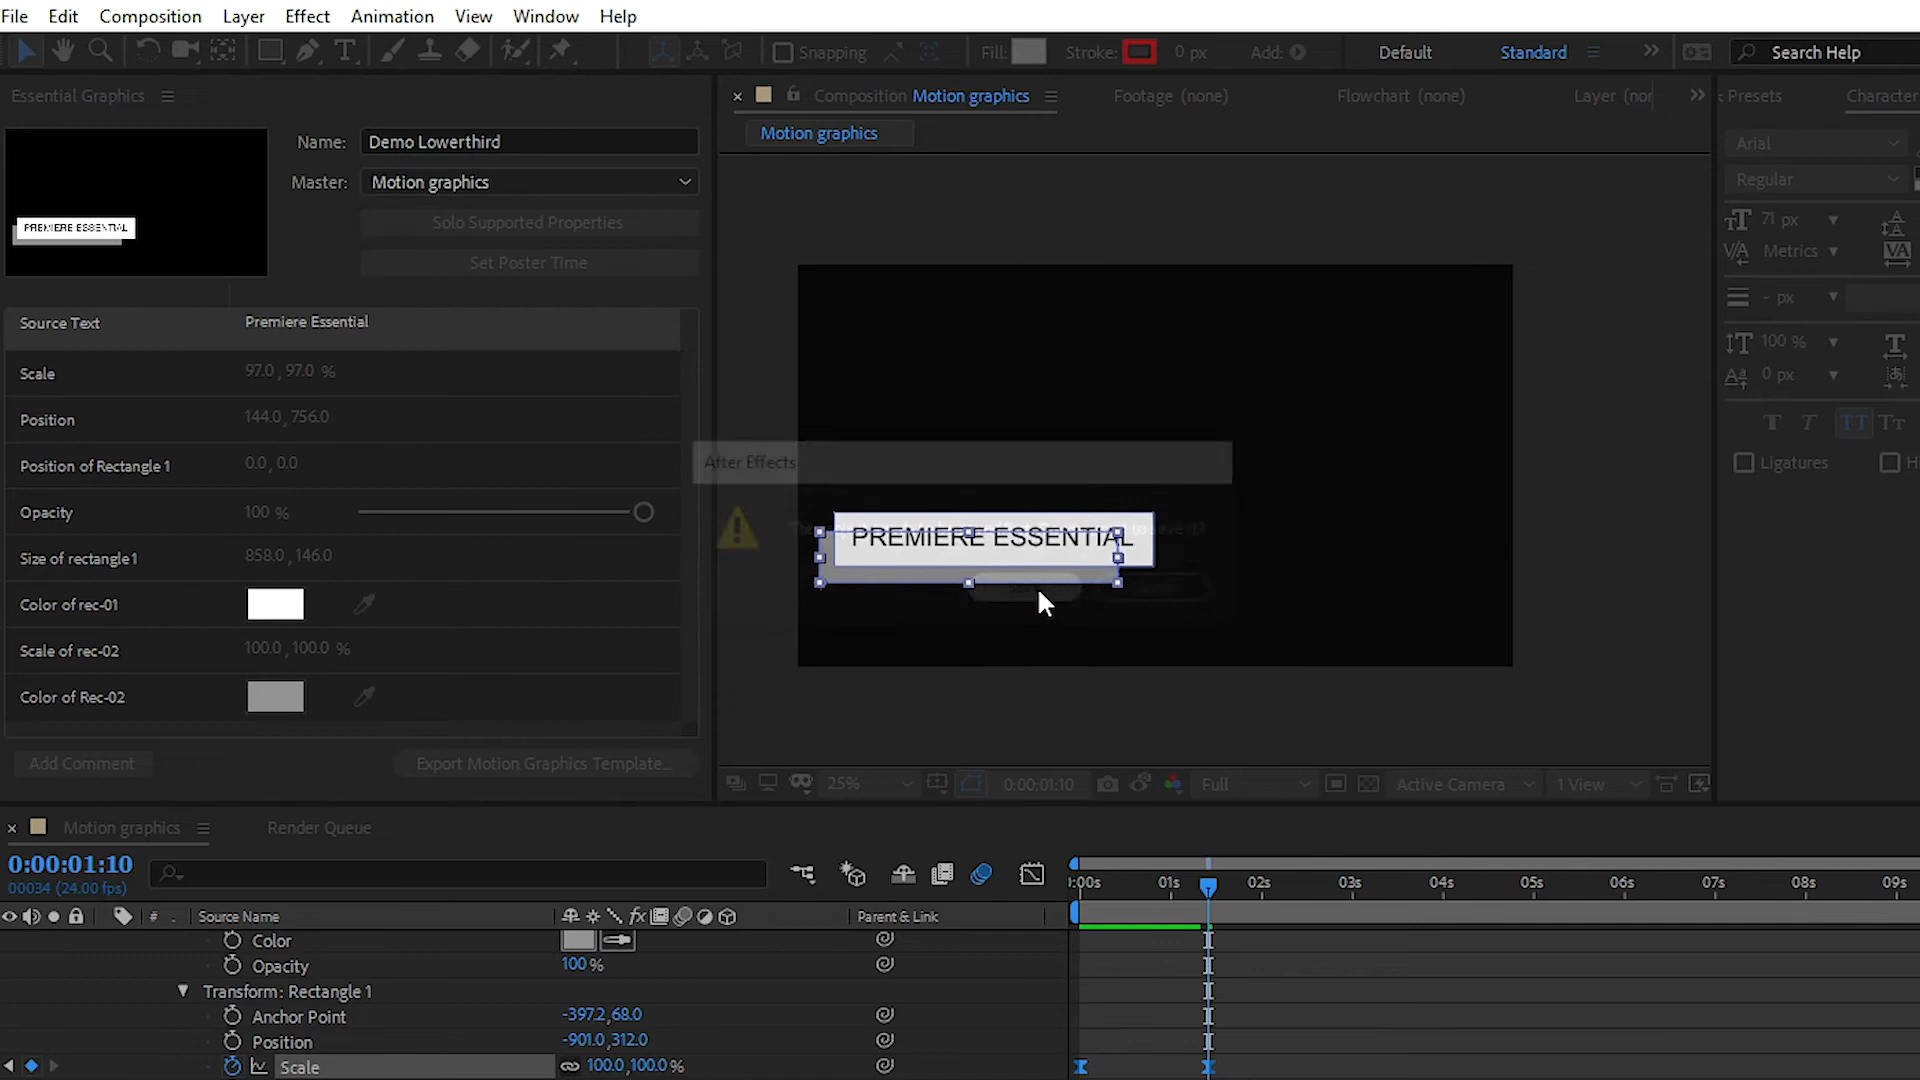 File Edit Composition Layer Effect Animation View Window Help
Snapping Fill: Stroke: 0 px Add: Default Standard Search Help
Essential Graphics
Composition Motion graphics Footage (none) Flowchart (none) Layer (nor Presets Character
Motion graphics
Name: Demo Lowerthird
Master: Motion graphics
Solo Supported Properties
Set Poster Time
PREMIERE ESSENTIAL
Source Text Premiere Essential
Scale 97.0, 97.0 %
Position 144.0, 756.0
Position of Rectangle 1 0.0, 0.0
Opacity 100 %
Size of rectangle1 858.0, 146.0
Color of rec-01
Scale of rec-02 100.0, 100.0 %
Color of Rec-02
Add Comment Export Motion Graphics Template...
After Effects
PREMIERE ESSENTIAL
25% 0:00:01:10 Full Active Camera 1 View
Arial
Regular
71 px
Metrics
- px
100 %
0 px
Ligatures
Motion graphics Render Queue
0:00:01:10
00034 (24.00 fps)
:00s 01s 02s 03s 04s 05s 06s 07s 08s 09s
# Source Name Parent & Link
Color
Opacity 100 %
Transform: Rectangle 1
Anchor Point -397.2, 68.0
Position -901.0, 312.0
Scale 100.0, 100.0 %